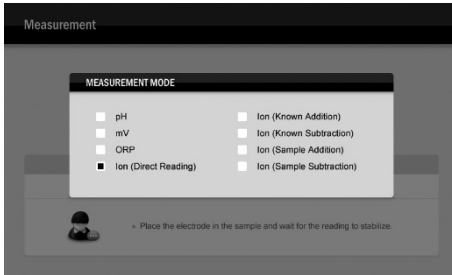 Measurement
MEASUREMENT MODE
pH
mV
ORP
Ion (Direct Reading)
Ion (Known Addition)
Ion (Known Subtraction)
Ion (Sample Addition)
Ion (Sample Subtraction)
Place the electrode in the sample and wait for the reading to stabilize.